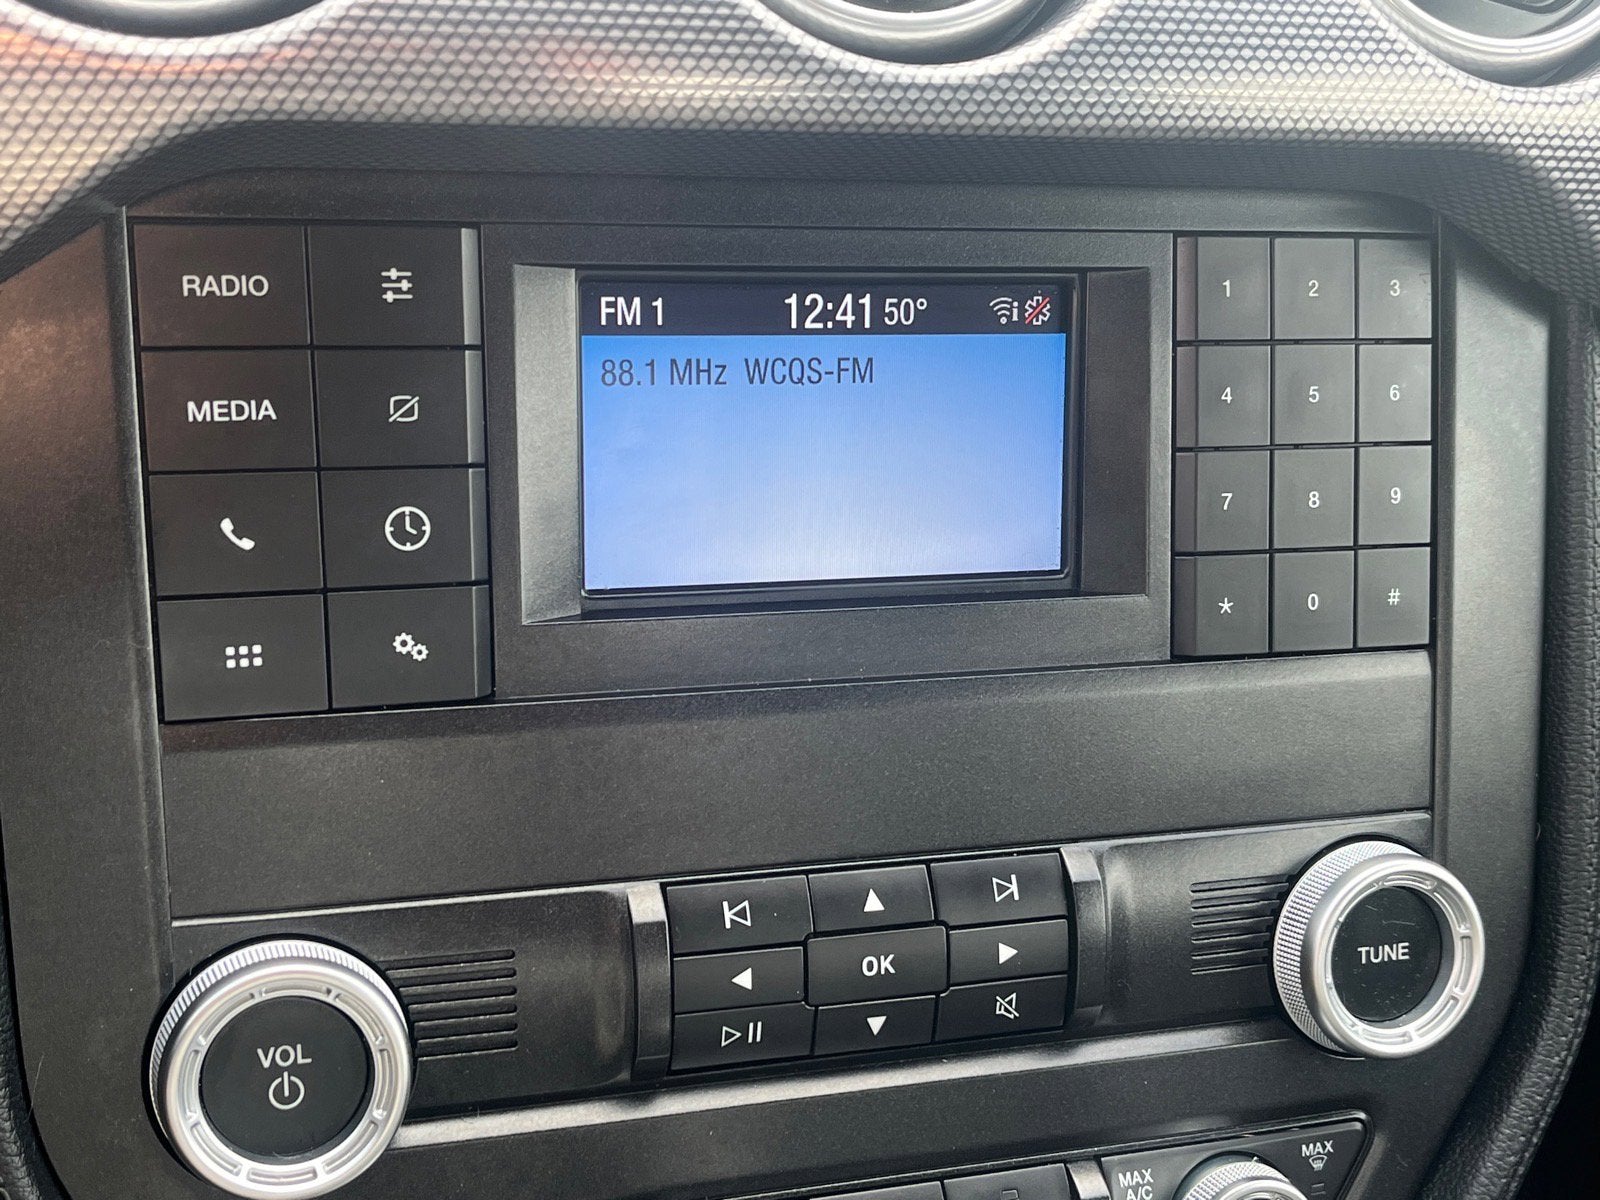 RADIO
MEDIA
FM 1 12:41 50°
88.1 MHz WCQS-FM
1 2 3
4 5 6
7 8 9
* 0 #
OK
VOL
TUNE
MAX
A/C
MAX